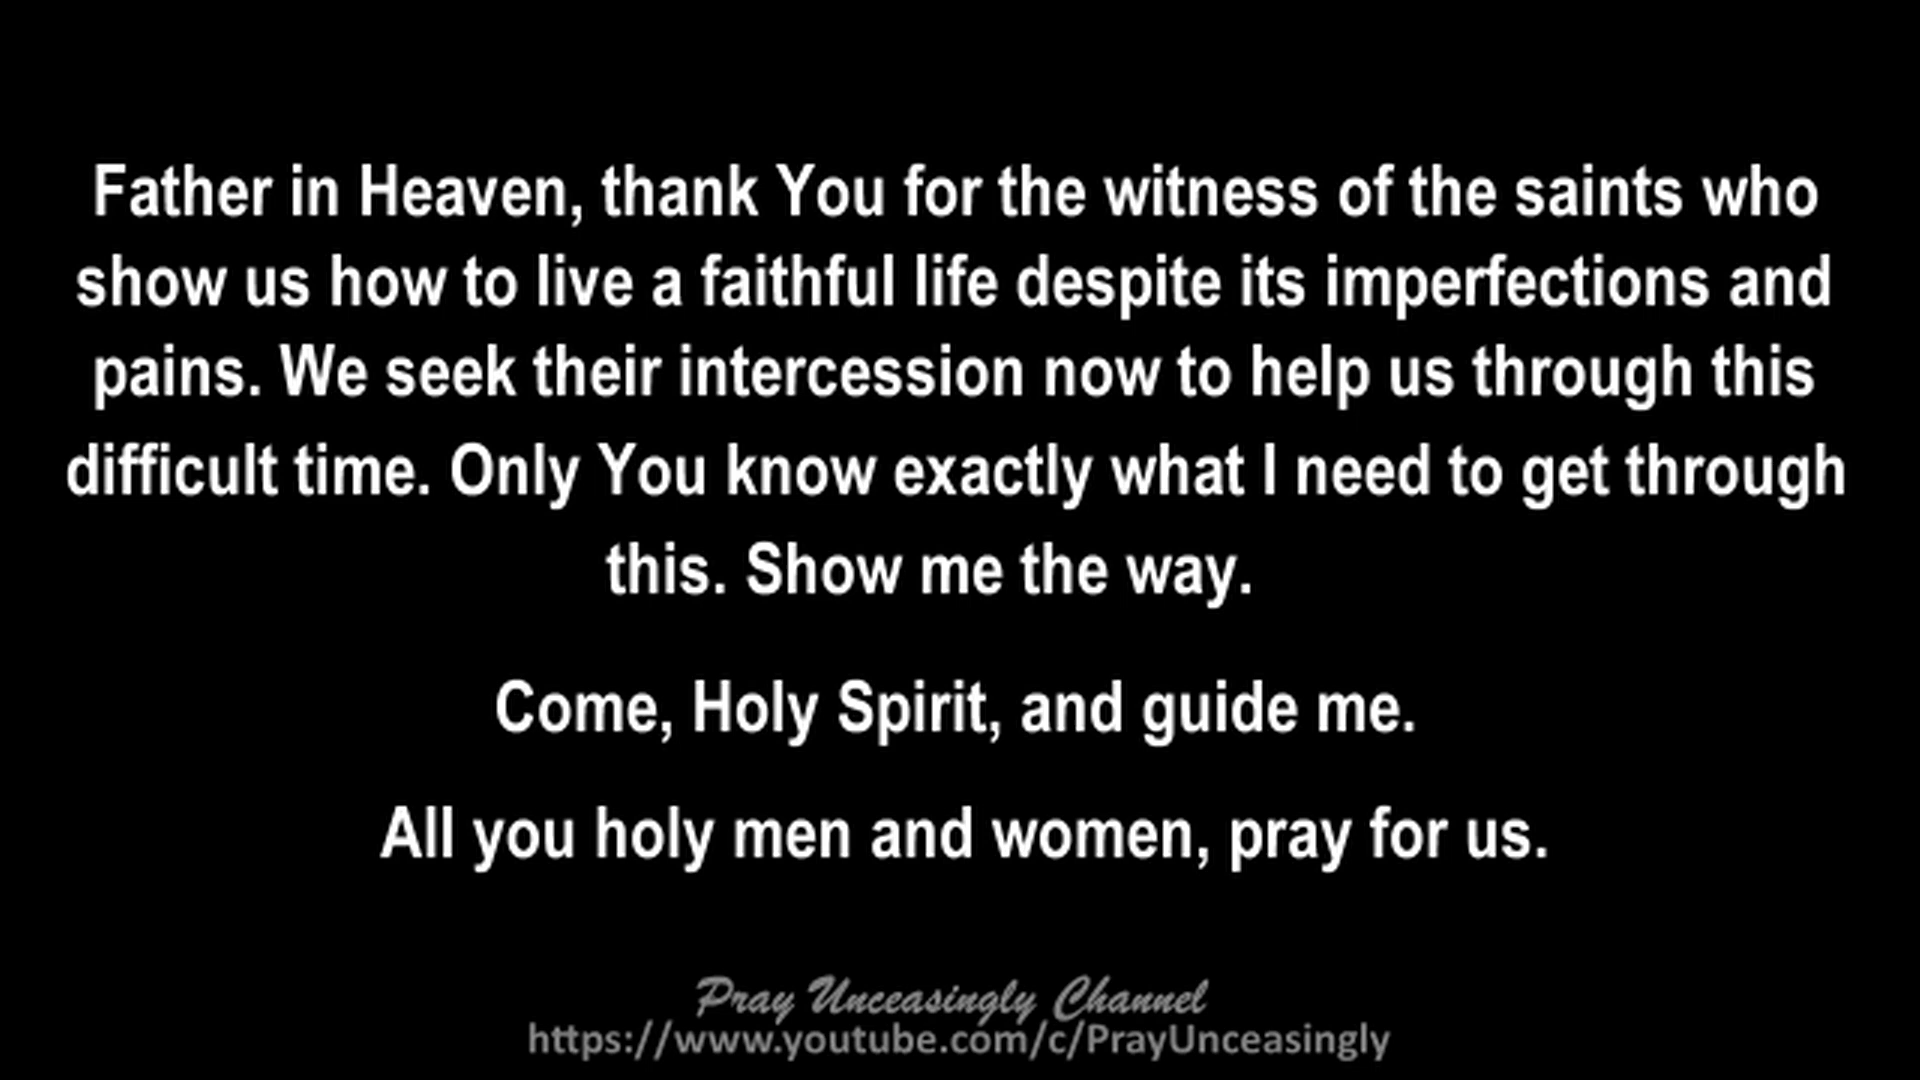 Father in Heaven, thank You for the witness of the saints who
show us how to live a faithful life despite its imperfections and
pains. We seek their intercession now to help us through this
difficult time. Only You know exactly what I need to get through
this. Show me the way.
Come, Holy Spirit, and guide me.
All you holy men and women, pray for us.
Pray Unceasingly Channel
https://www.youtube.com/c/PrayUnceasingly